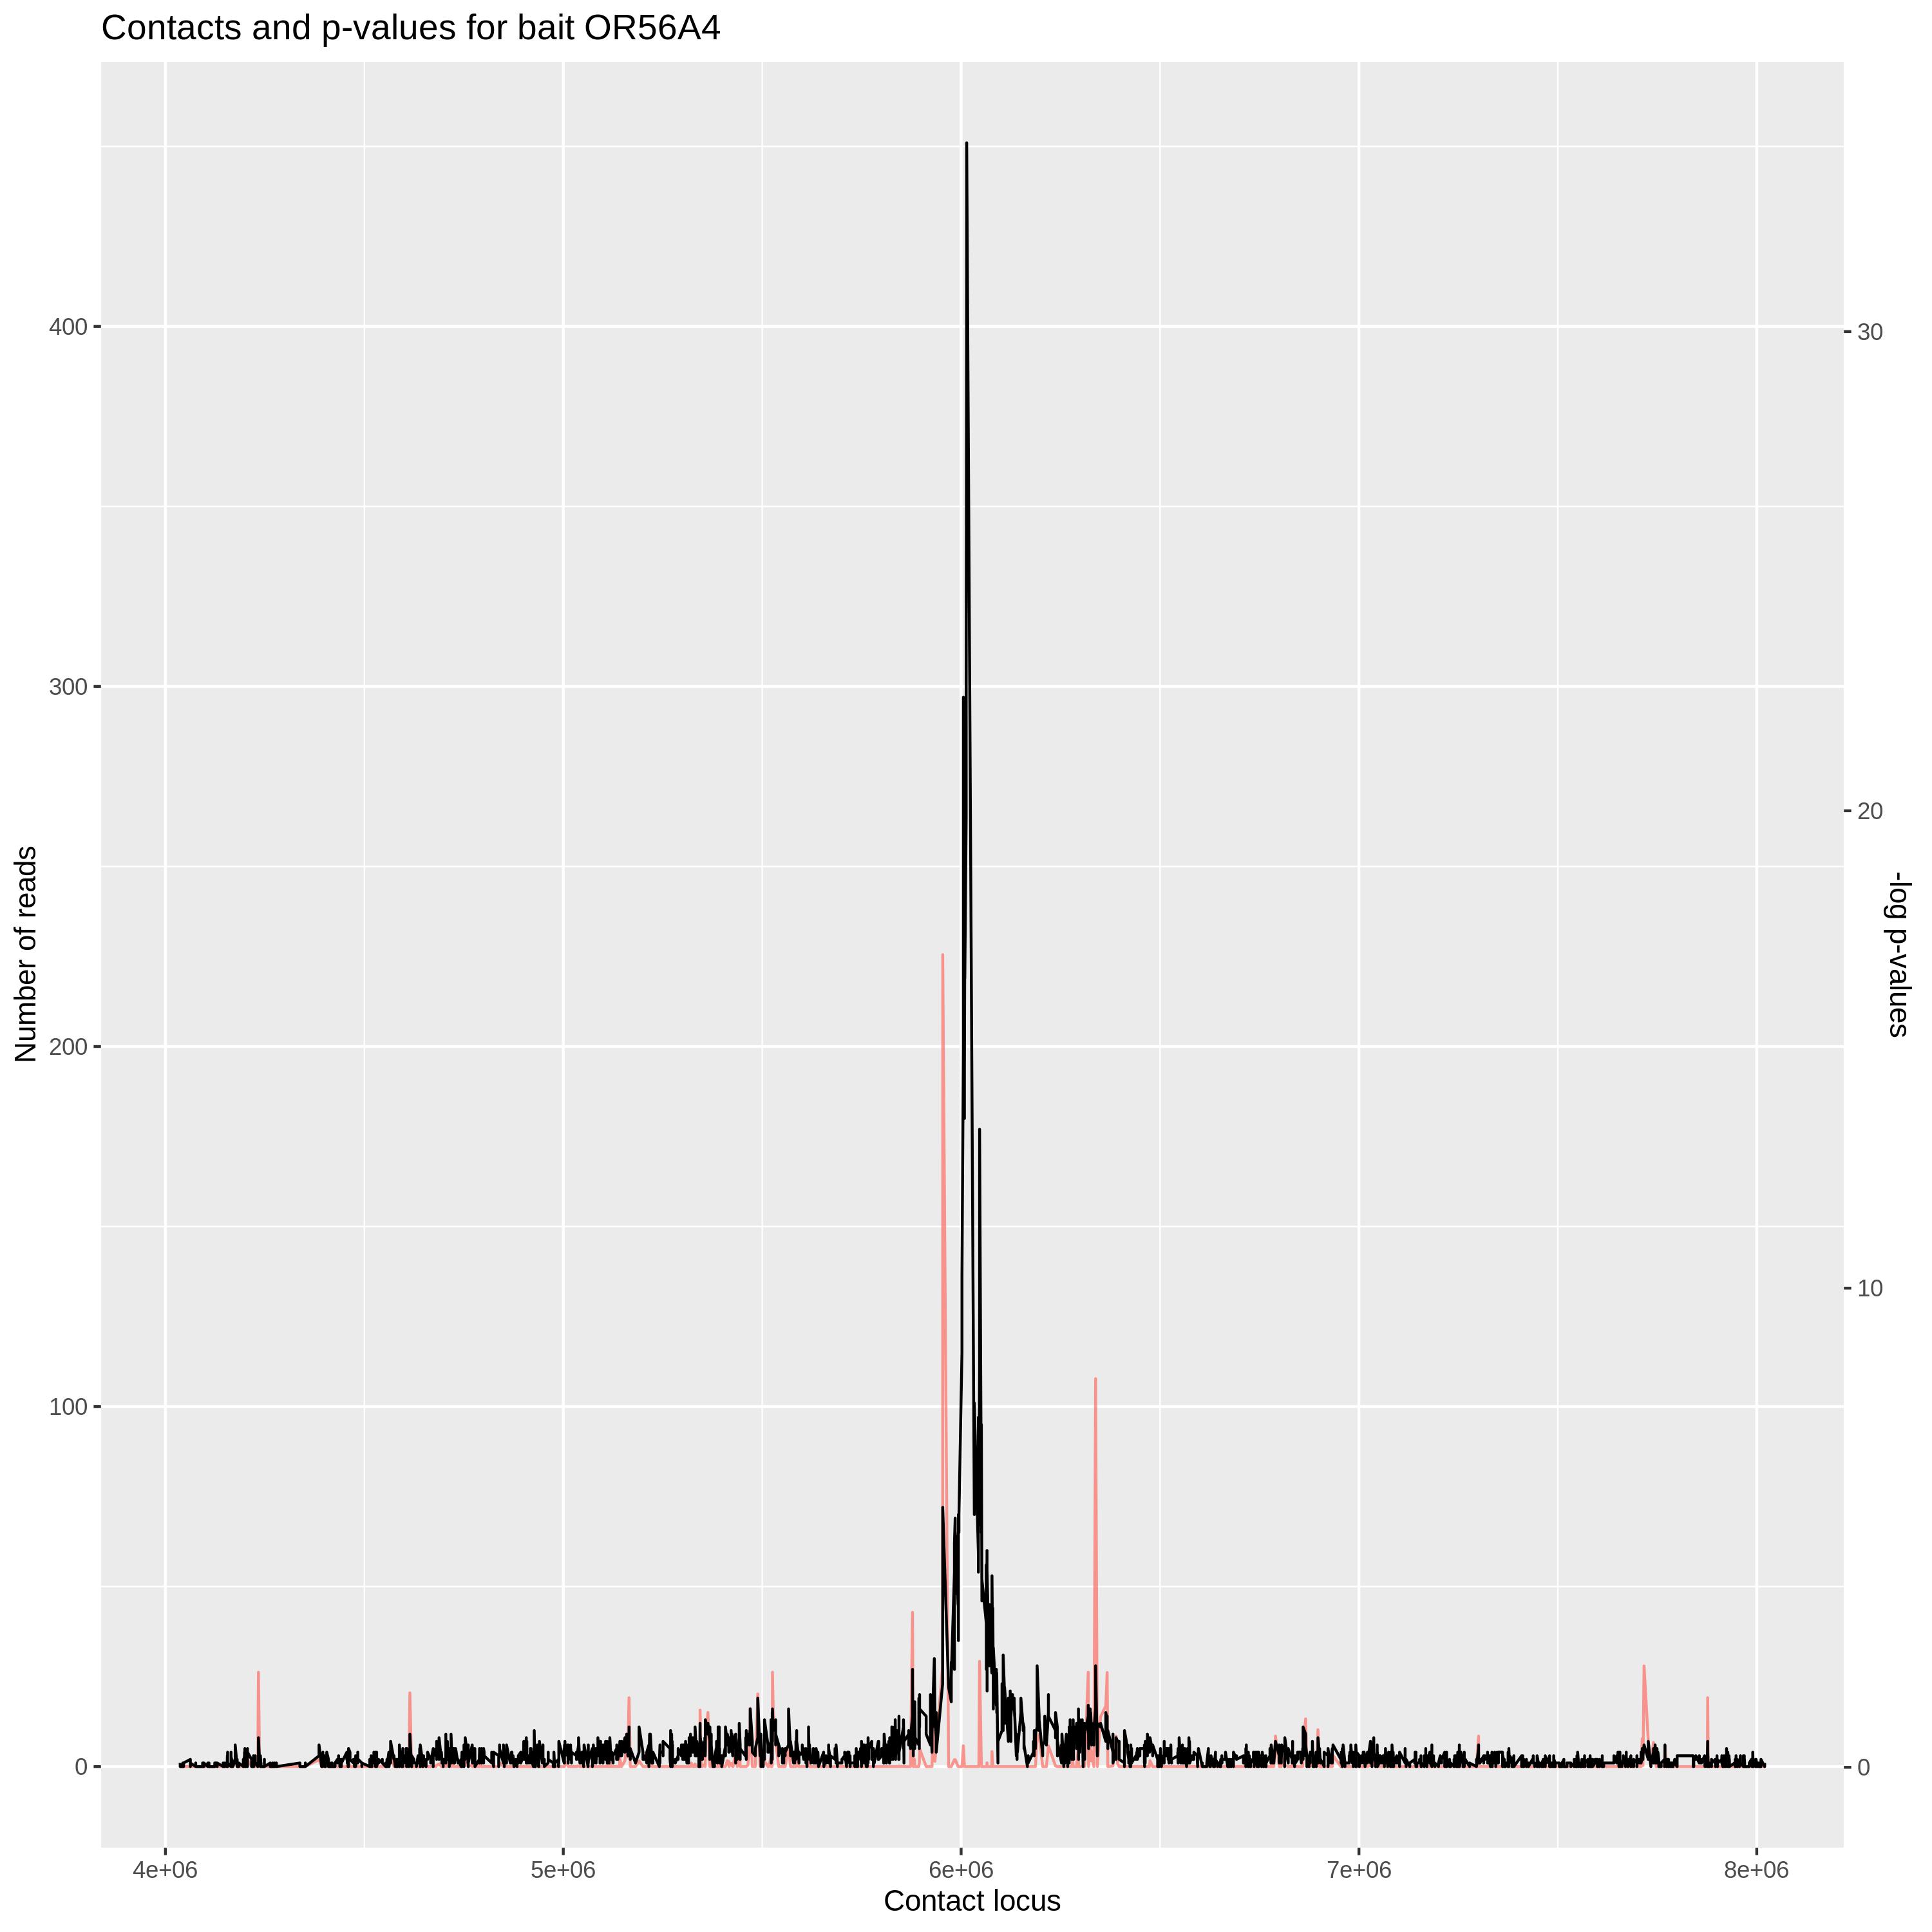 Contacts and p-values for bait OR56A4
Number of reads
400
300
200
100
0
30
20
10
0
-log p-values
4e+06 5e+06 6e+06 7e+06 8e+06
Contact locus